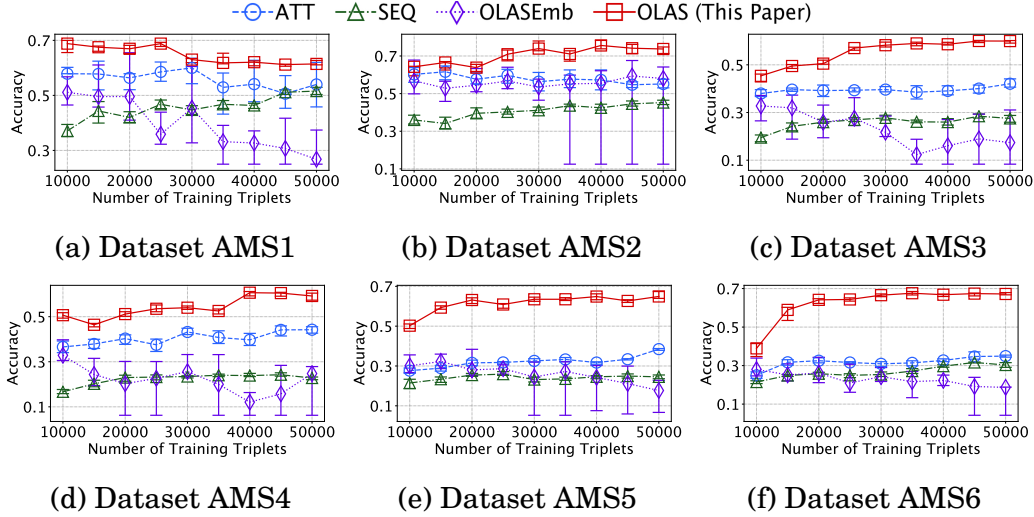 ATT SEQ OLASEmb OLAS (This Paper)
0.7
0.5
0.3
Accuracy
10000 20000 30000 40000 50000
Number of Training Triplets
(a) Dataset AMS1
0.7
0.5
0.3
0.1
Accuracy
10000 20000 30000 40000 50000
Number of Training Triplets
(b) Dataset AMS2
0.5
0.3
0.1
Accuracy
10000 20000 30000 40000 50000
Number of Training Triplets
(c) Dataset AMS3
0.5
0.3
0.1
Accuracy
10000 20000 30000 40000 50000
Number of Training Triplets
(d) Dataset AMS4
0.7
0.5
0.3
0.1
Accuracy
10000 20000 30000 40000 50000
Number of Training Triplets
(e) Dataset AMS5
0.7
0.5
0.3
0.1
Accuracy
10000 20000 30000 40000 50000
Number of Training Triplets
(f) Dataset AMS6